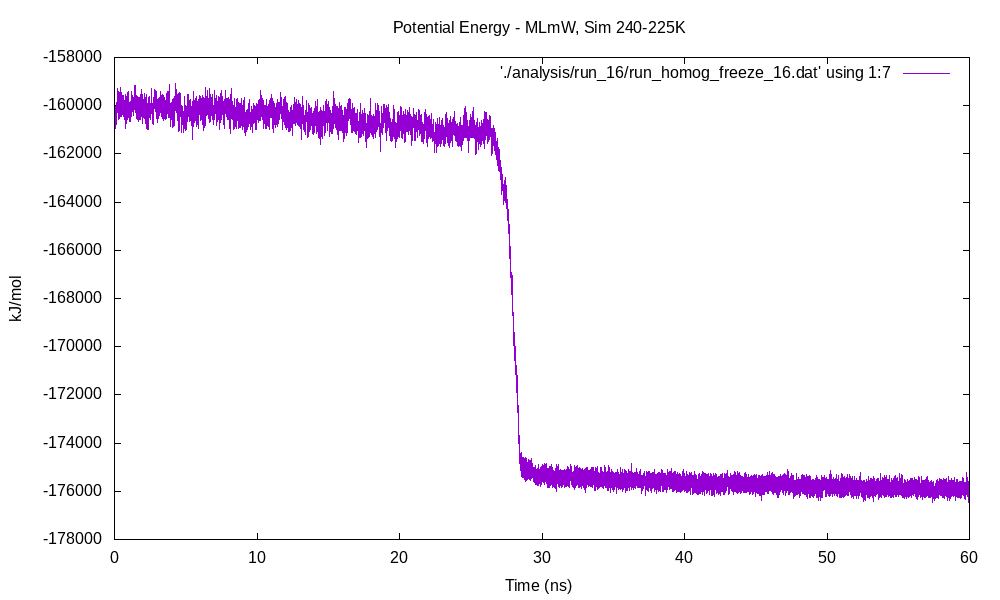 Potential Energy - MLmW, Sim 240-225K
'./analysis/run_16/run_homog_freeze_16.dat' using 1:7
-158000
-160000
-162000
-164000
-166000
-168000
-170000
-172000
-174000
-176000
-178000
kJ/mol
0 10 20 30 40 50 60
Time (ns)